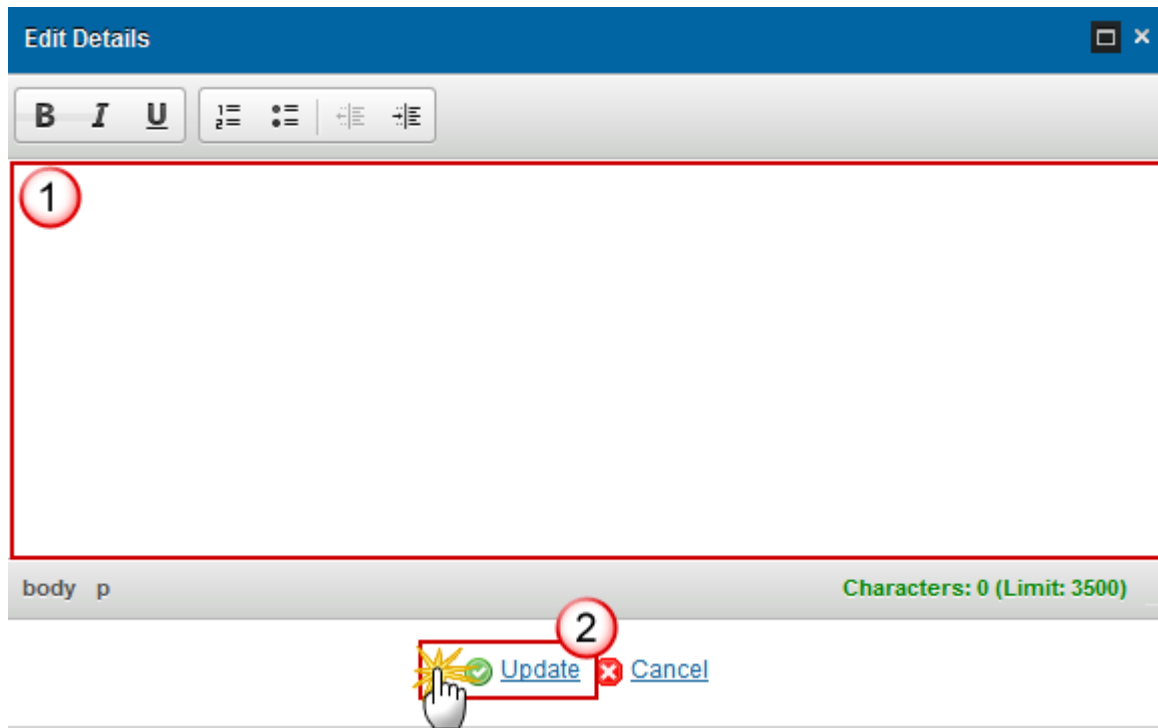 Edit Details
B I U
1
body p Characters: 0 (Limit: 3500)
2
Update Cancel